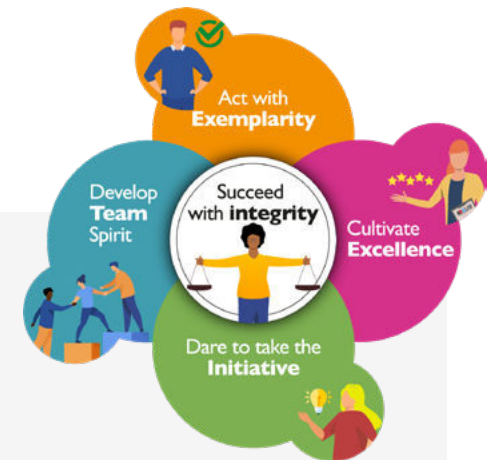 Act with
Exemplarity
Develop
Team
Spirit
Succeed
with integrity
Cultivate
Excellence
Dare to take the
Initiative